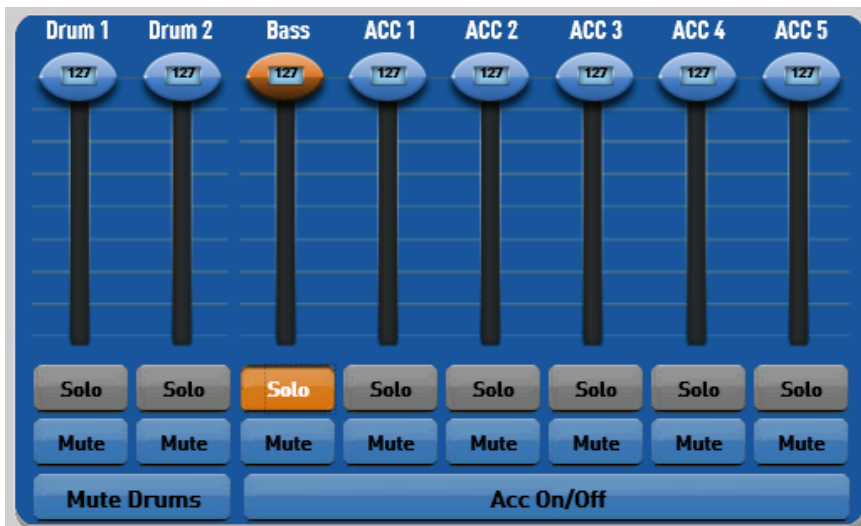 Drum 1 Drum 2 Bass ACC 1 ACC 2 ACC 3 ACC 4 ACC 5
127 127 127 127 127 127 127 127
Solo Solo Solo Solo Solo Solo Solo Solo
Mute Mute Mute Mute Mute Mute Mute Mute
Mute Drums Acc On/Off